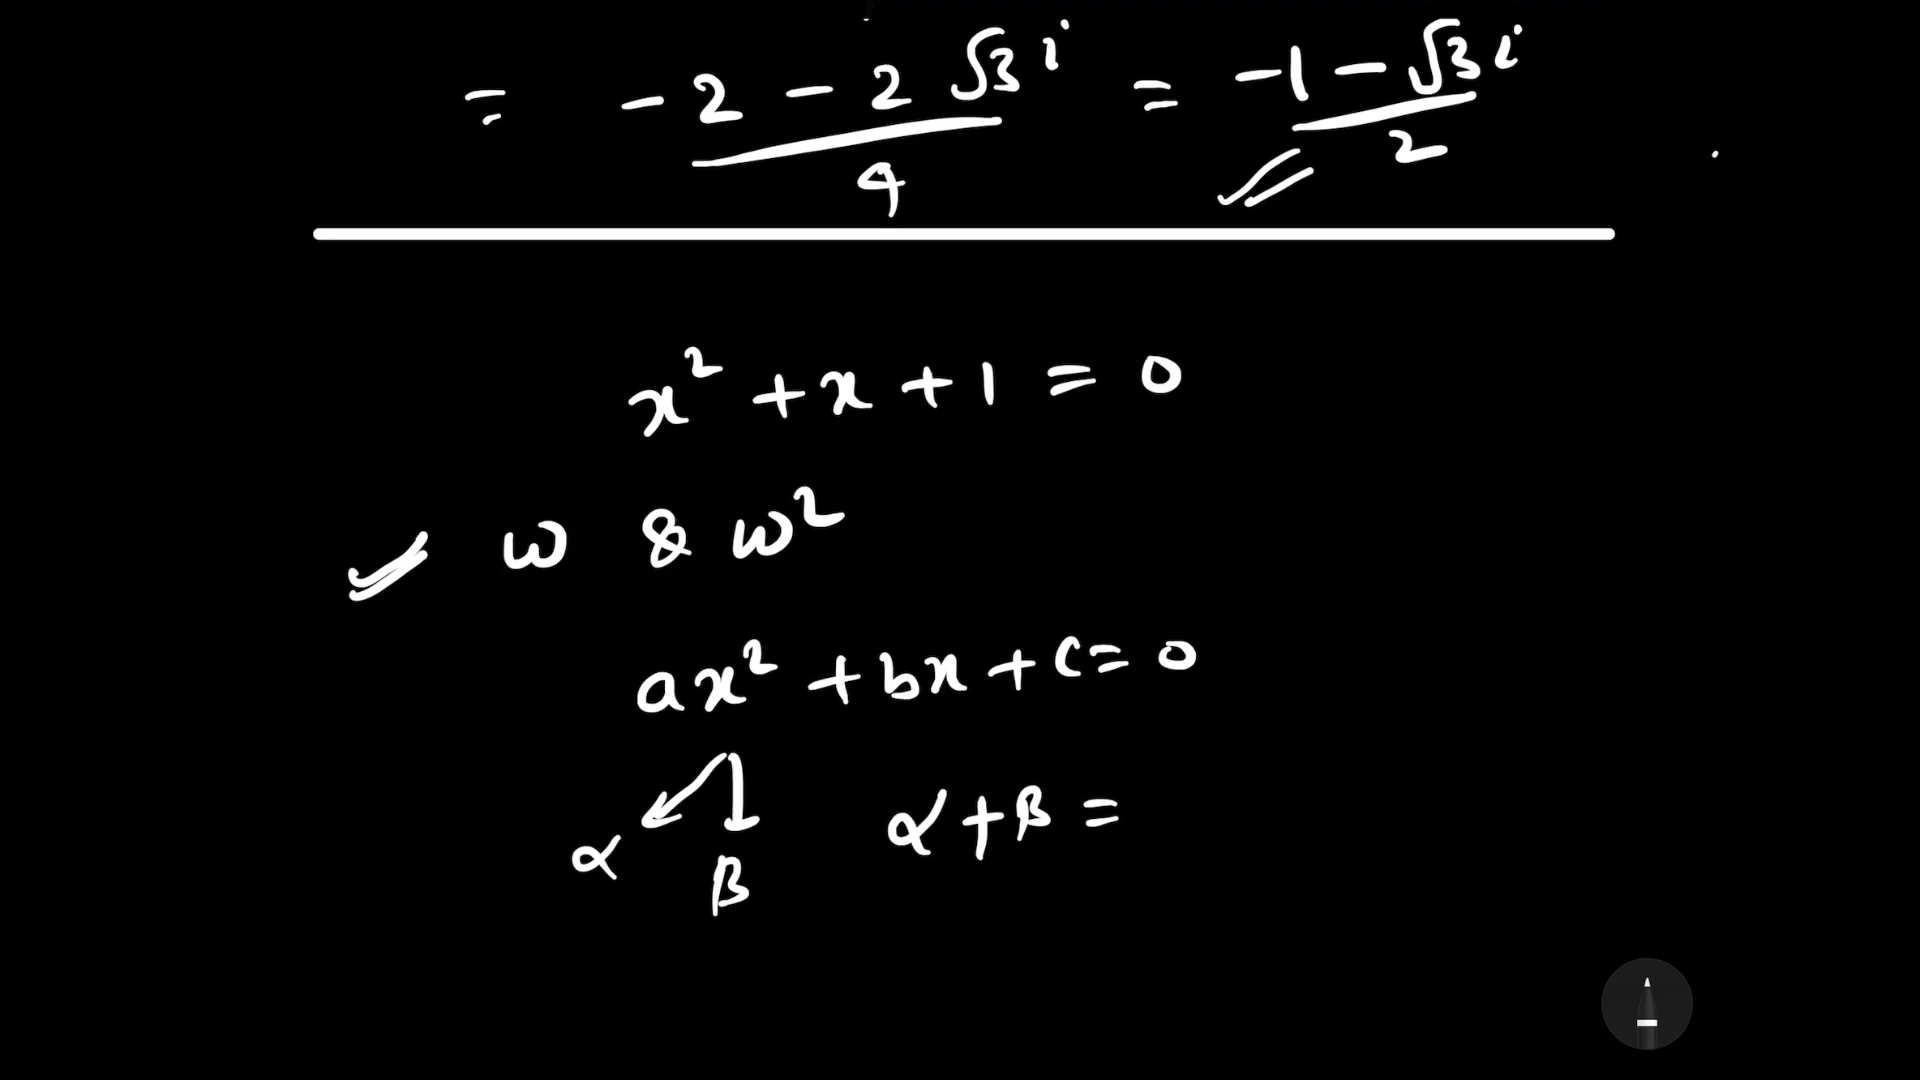 = -2 - 2 √3 i / 4 = -1 - √3 i / 2
x² + x + 1 = 0
ω & ω²
ax² + bx + c = 0
α β α + β =